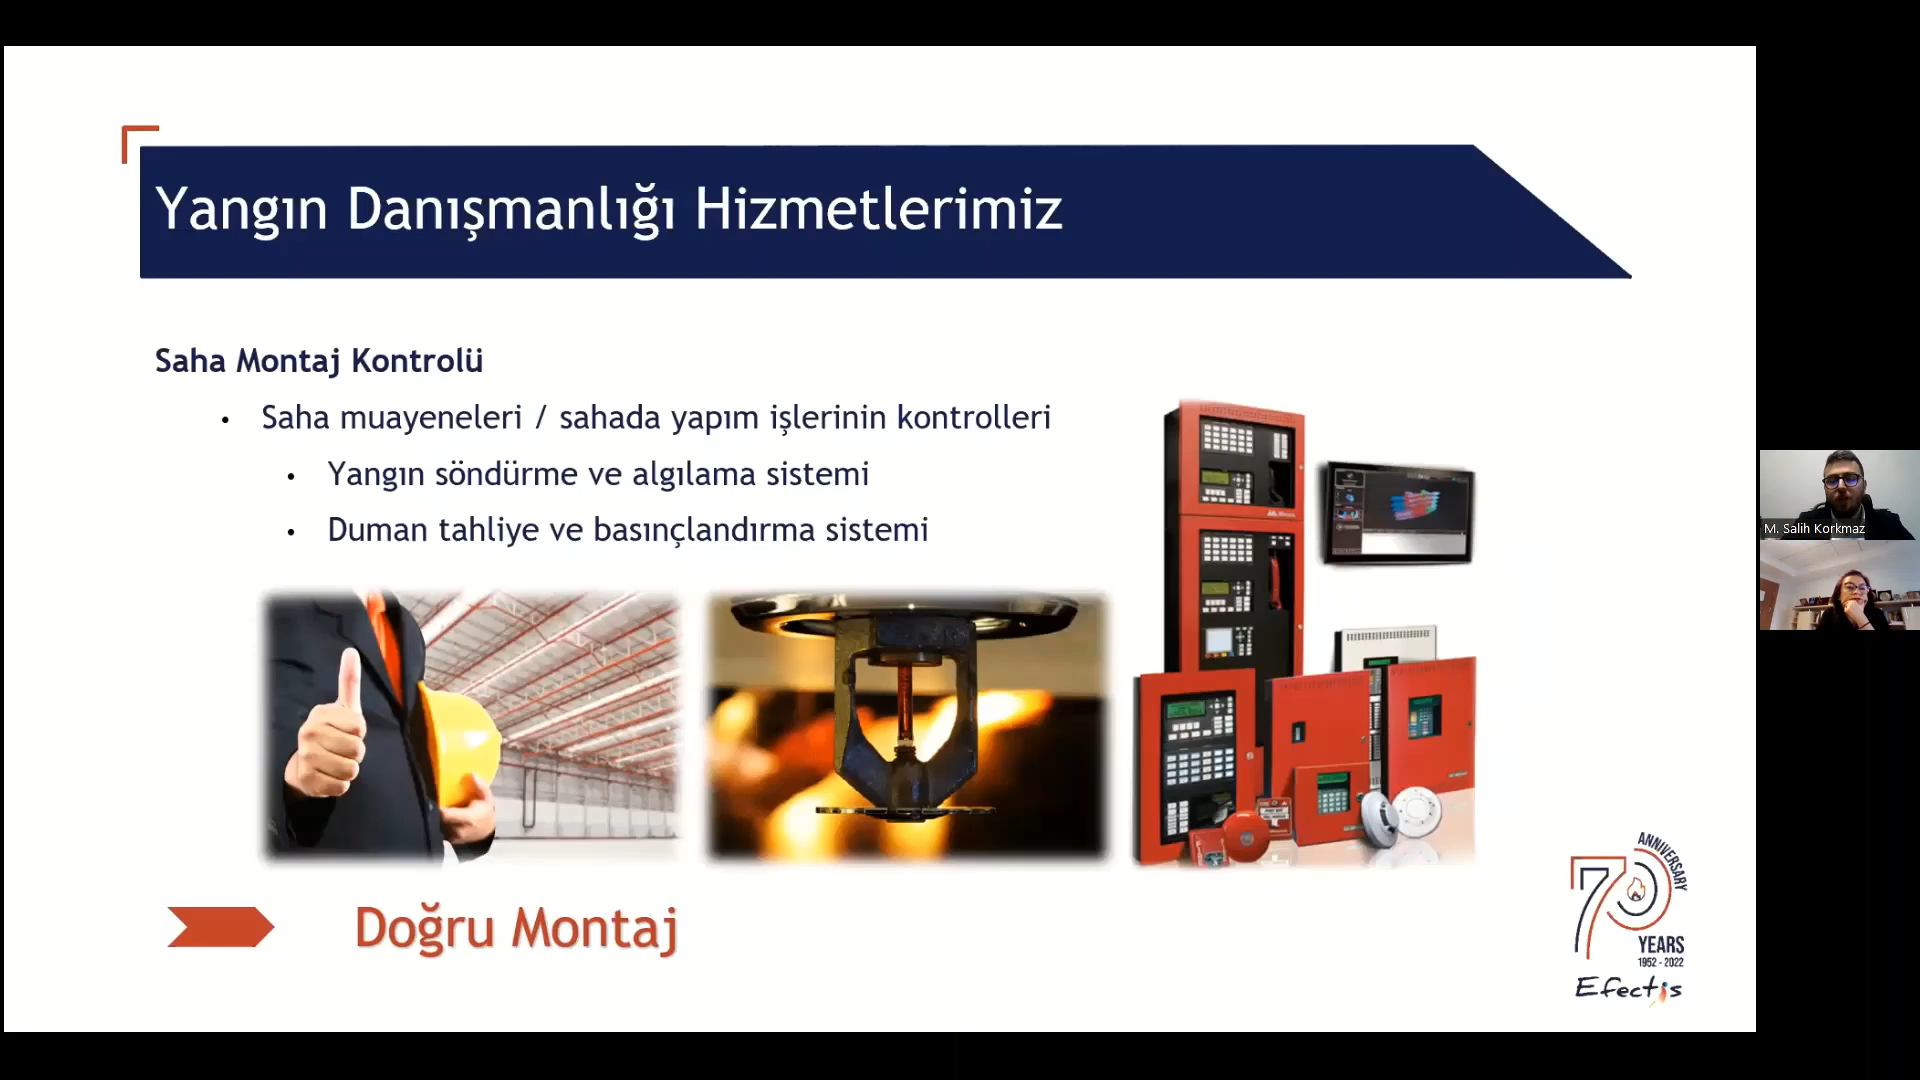 Yangın Danışmanlığı Hizmetlerimiz
Saha Montaj Kontrolü
• Saha muayeneleri / sahada yapım işlerinin kontrolleri
• Yangın söndürme ve algılama sistemi
• Duman tahliye ve basınçlandırma sistemi
Doğru Montaj
70
ANNIVERSARY
YEARS
1952 - 2022
Efectis
M. Salih Korkmaz